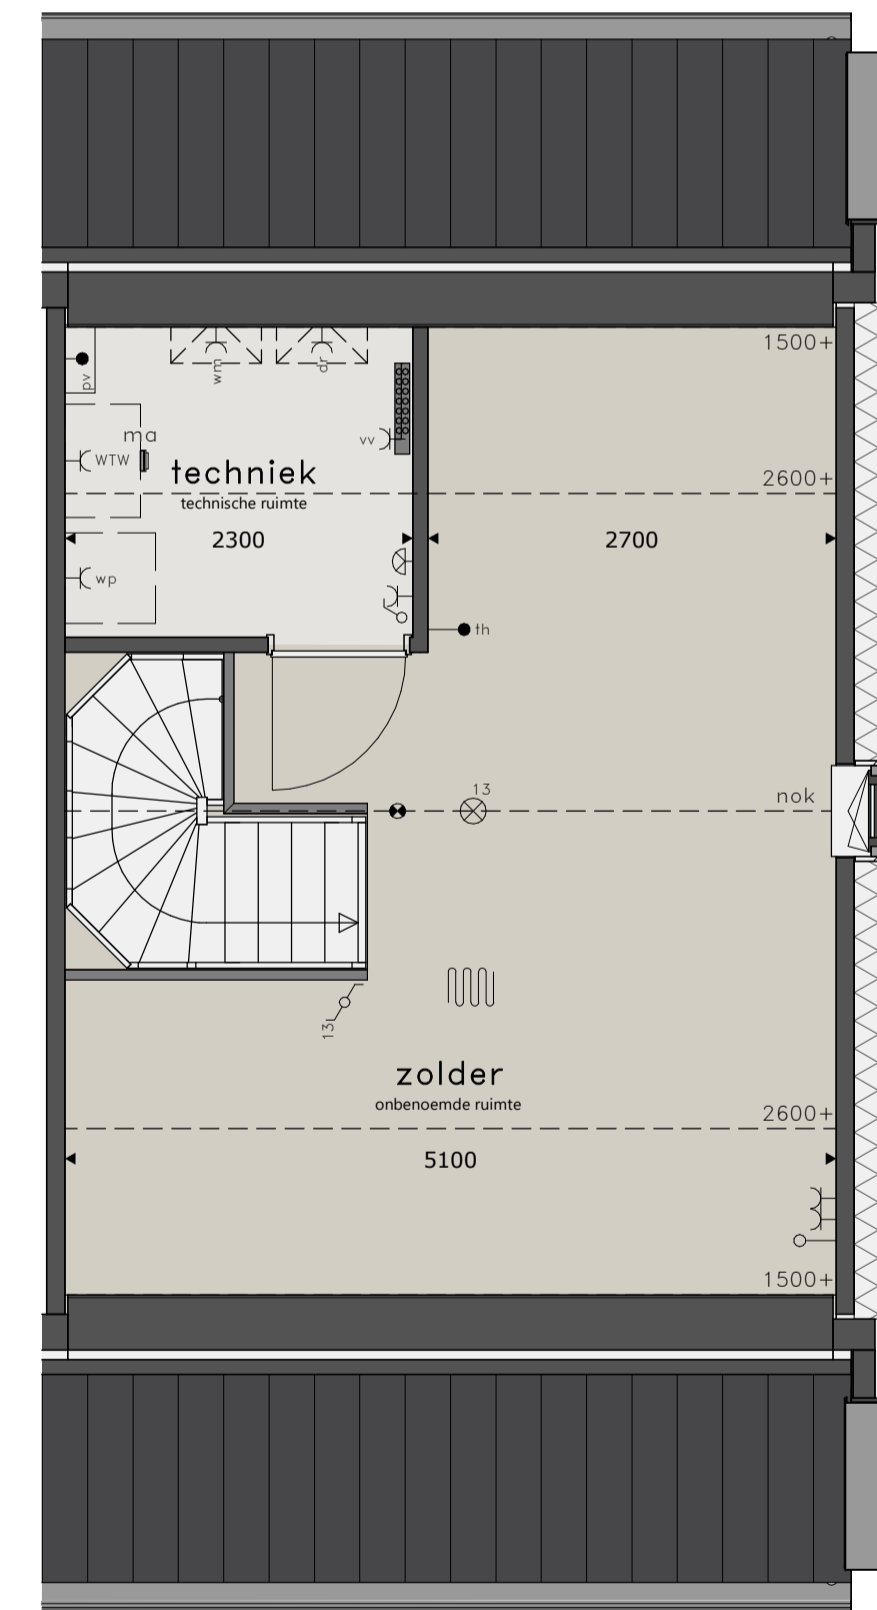 1500+
wm
dr
pv
ma
vv
WTW
techniek
2600+
technische ruimte
2300
2700
wp
th
13
nok
13
zolder
onbenoemde ruimte
2600+
5100
1500+